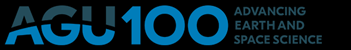 AGU100 ADVANCING
EARTH AND
SPACE SCIENCE